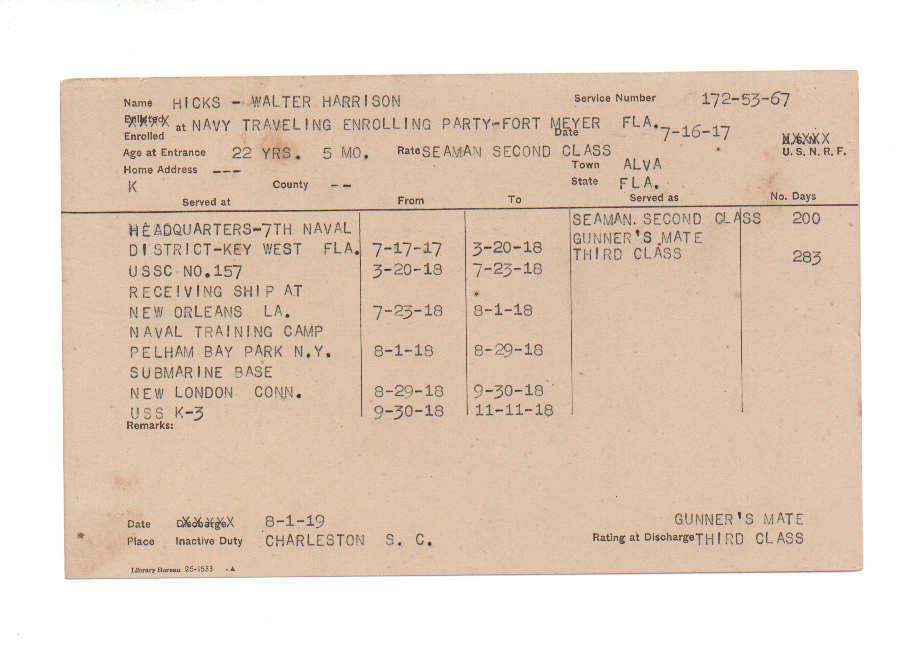 Name HICKS - WALTER HARRISON Service Number 172-53-67
Enlisted
Enrolled at NAVY TRAVELING ENROLLING PARTY-FORT MEYER FLA. Date 7-16-17 U.S.N.
Age at Entrance 22 YRS. 5 MO. Rate SEAMAN SECOND CLASS U. S. N. R. F.
Home Address --- Town ALVA
K County -- State FLA.
Served at From To Served as No. Days
HEADQUARTERS-7TH NAVAL SEAMAN. SECOND CLASS 200
DISTRICT-KEY WEST FLA. 7-17-17 3-20-18 GUNNER'S MATE
USSC NO.157 3-20-18 7-23-18 THIRD CLASS 283
RECEIVING SHIP AT
NEW ORLEANS LA. 7-23-18 8-1-18
NAVAL TRAINING CAMP
PELHAM BAY PARK N.Y. 8-1-18 8-29-18
SUBMARINE BASE
NEW LONDON CONN. 8-29-18 9-30-18
USS K-3 9-30-18 11-11-18
Remarks:
Date Discharge 8-1-19 GUNNER'S MATE
Place Inactive Duty CHARLESTON S. C. Rating at Discharge THIRD CLASS
Library Bureau 26-1533 -A